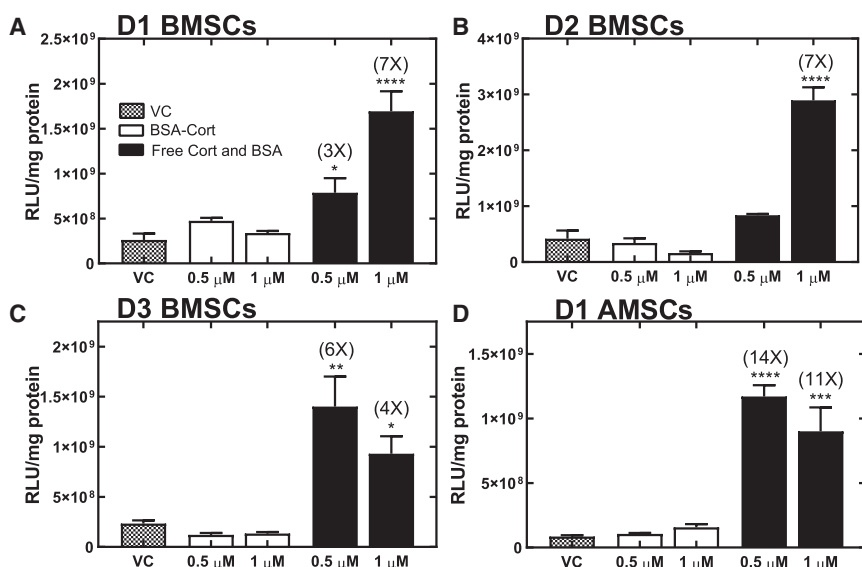 A D1 BMSCs
RLU/mg protein
2.5×10⁹
2×10⁹
1.5×10⁹
1×10⁹
5×10⁸
0
VC
BSA-Cort
Free Cort and BSA
(3X)
*
(7X)
****
VC 0.5 μM 1 μM 0.5 μM 1 μM
B D2 BMSCs
RLU/mg protein
4×10⁹
3×10⁹
2×10⁹
1×10⁹
0
(7X)
****
VC 0.5 μM 1 μM 0.5 μM 1 μM
C D3 BMSCs
RLU/mg protein
2×10⁹
1.5×10⁹
1×10⁹
5×10⁸
0
(6X)
**
(4X)
*
VC 0.5 μM 1 μM 0.5 μM 1 μM
D D1 AMSCs
RLU/mg protein
1.5×10⁹
1×10⁹
5×10⁸
0
(14X)
****
(11X)
***
VC 0.5 μM 1 μM 0.5 μM 1 μM